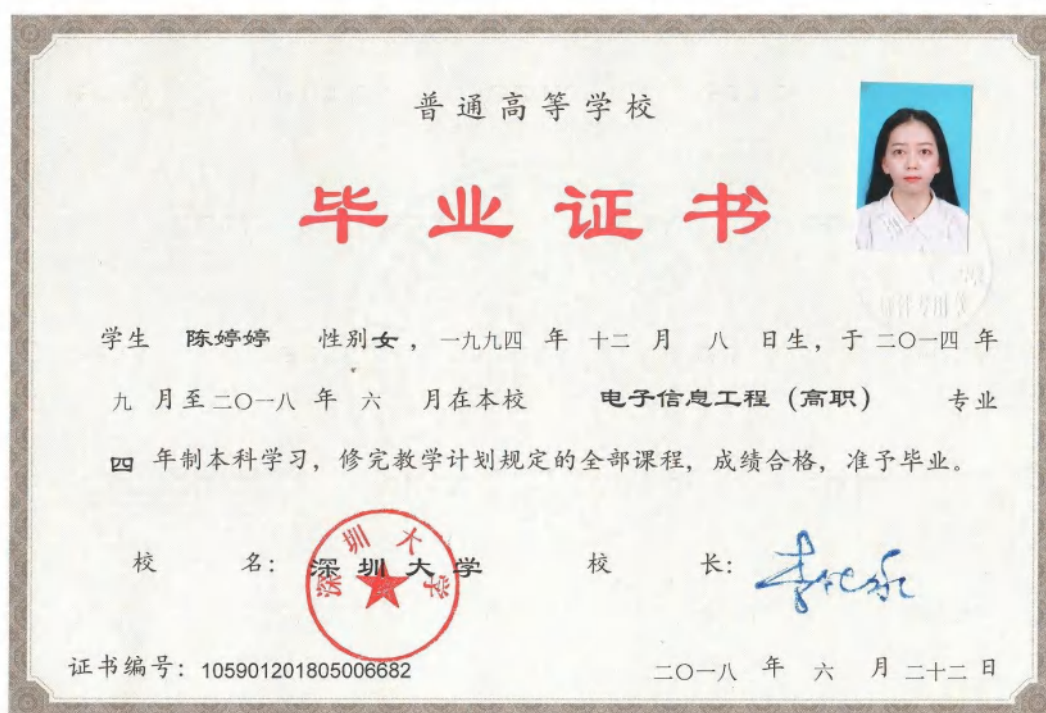 普通高等学校
毕业证书
学生 陈婷婷 性别女，一九九四 年 十二 月 八 日生，于二〇一四 年
九 月至二〇一八 年 六 月在本校 电子信息工程（高职） 专业
四 年制本科学习，修完教学计划规定的全部课程，成绩合格，准予毕业。
校 名：深圳大学 校 长：
深圳大学
证书编号：105901201805006682 二〇一八 年 六 月 二十二 日